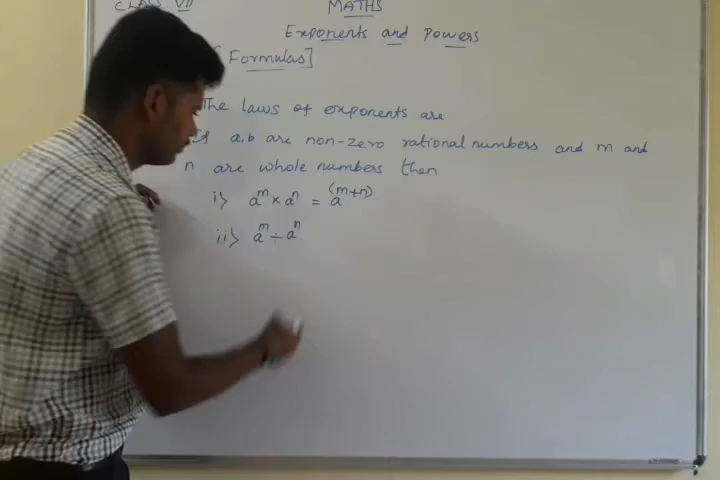 CLASS VII
MATHS
Exponents and Powers
Formulas]
The laws of exponents are
If a,b are non-zero rational numbers and m and
n are whole numbers then
i> a^m × a^n = a^(m+n)
ii> a^m ÷ a^n